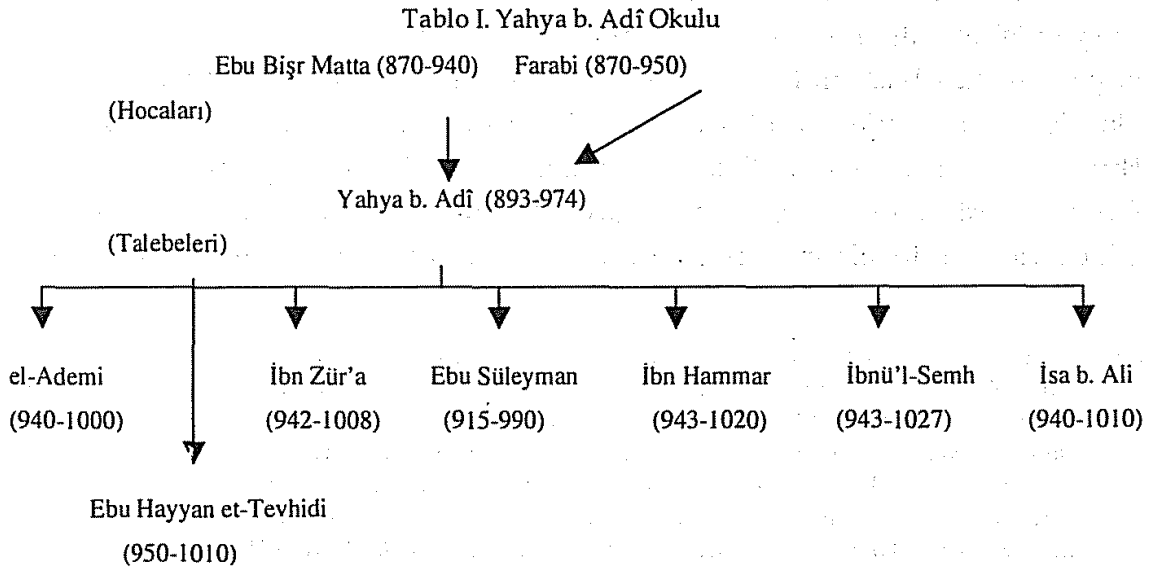 Tablo I. Yahya b. Adî Okulu
Ebu Bişr Matta (870-940) Farabi (870-950)
(Hocaları)
Yahya b. Adî (893-974)
(Talebeleri)
el-Ademi İbn Zür'a Ebu Süleyman İbn Hammar İbnü'l-Semh İsa b. Ali
(940-1000) (942-1008) (915-990) (943-1020) (943-1027) (940-1010)
Ebu Hayyan et-Tevhidi
(950-1010)